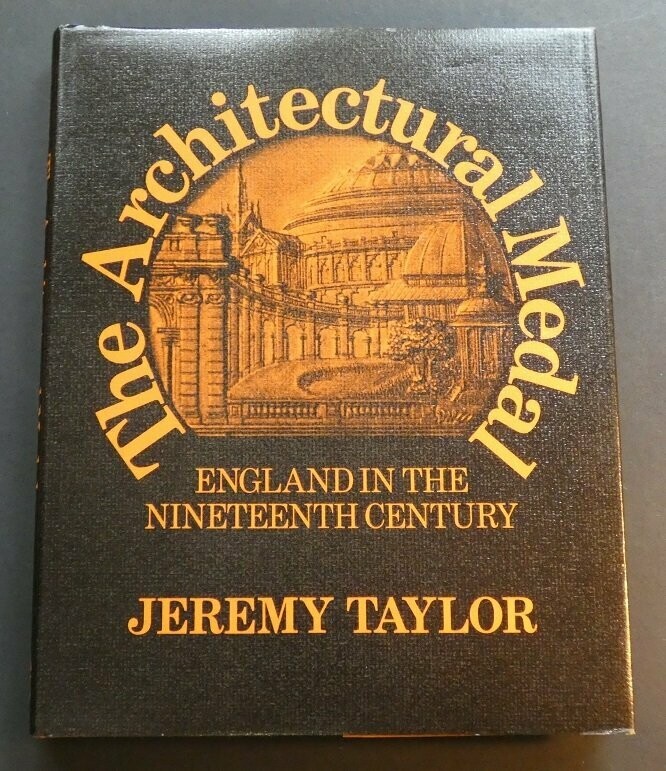 The Architectural Medal
ENGLAND IN THE
NINETEENTH CENTURY
JEREMY TAYLOR